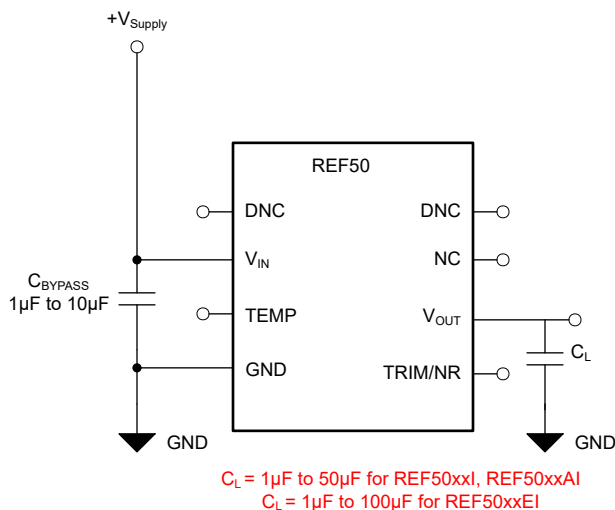 +VSupply
REF50
DNC
DNC
VIN
NC
CBYPASS
1µF to 10µF
TEMP
VOUT
CL
GND
TRIM/NR
GND
GND
CL = 1µF to 50µF for REF50xxI, REF50xxAI
CL = 1µF to 100µF for REF50xxEI